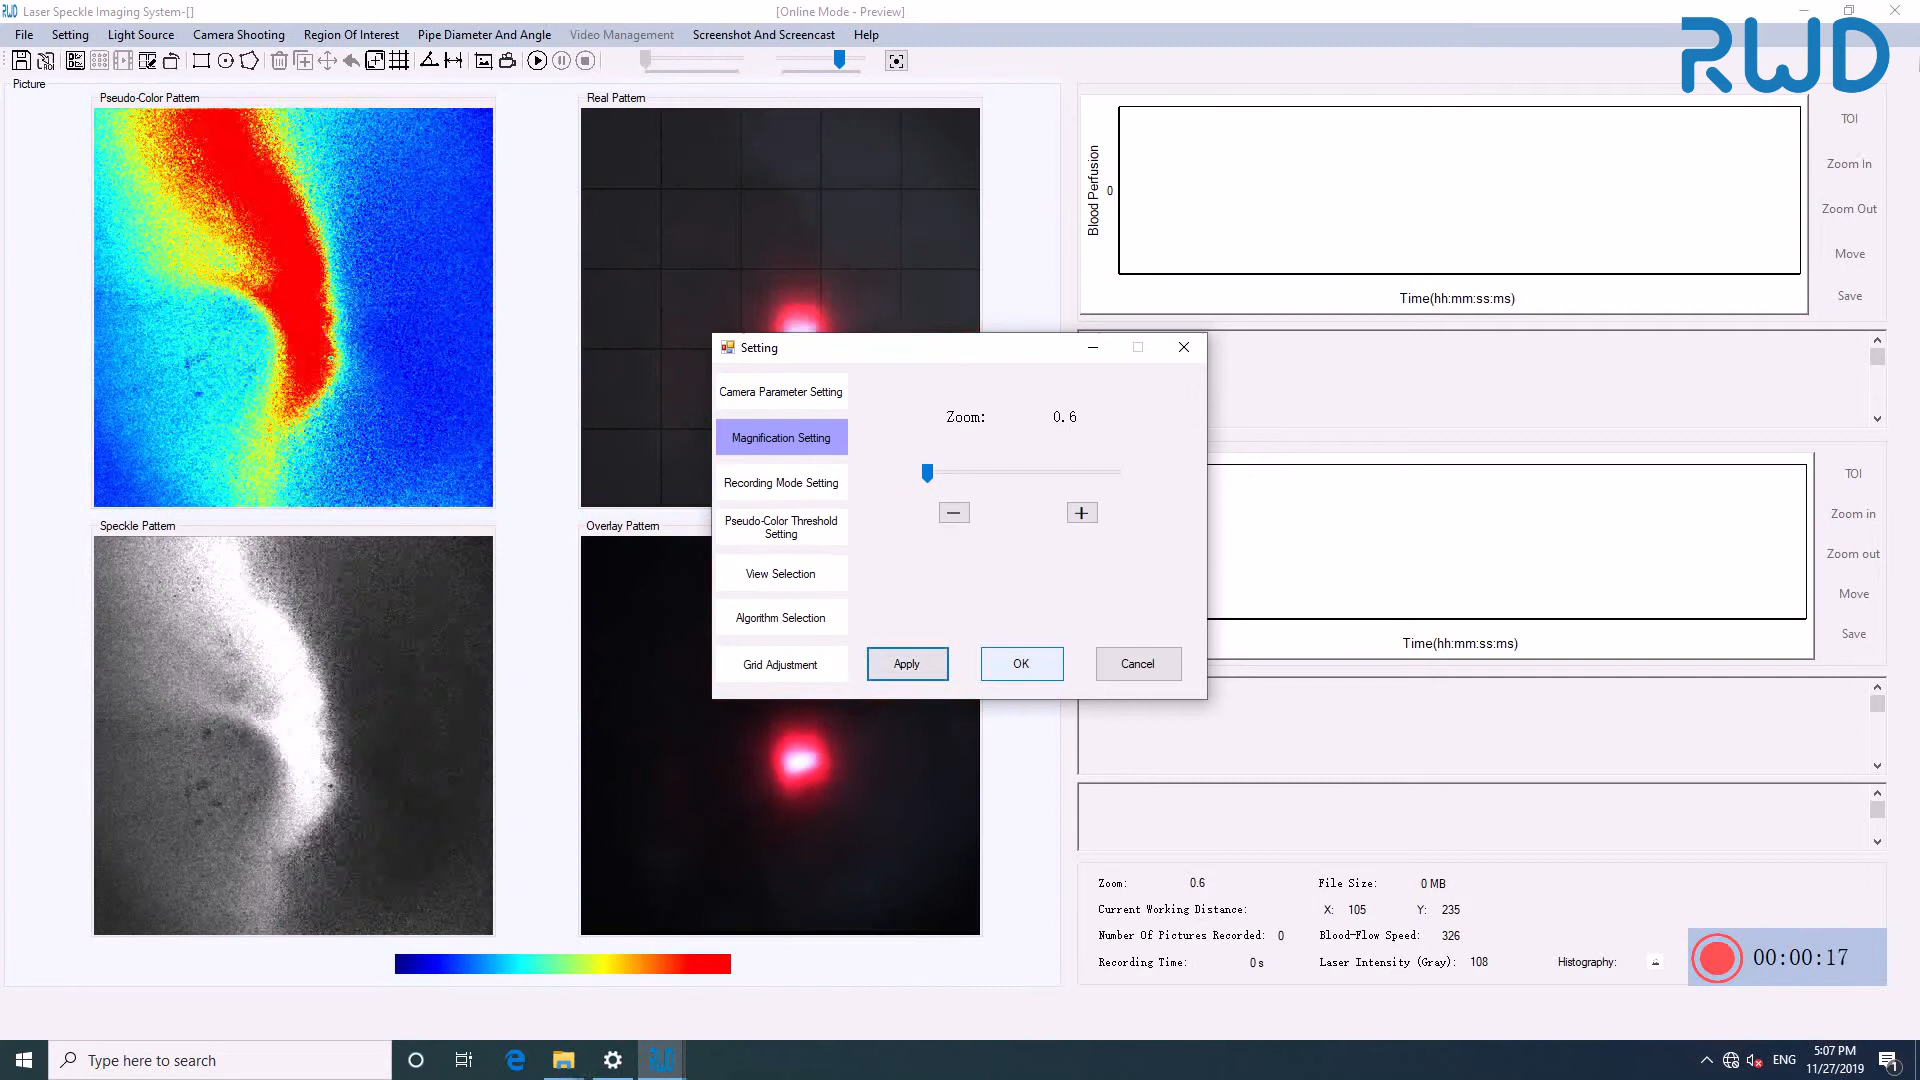 RWD Laser Speckle Imaging System-[]
[Online Mode - Preview]
RWD
File Setting Light Source Camera Shooting Region Of Interest Pipe Diameter And Angle Video Management Screenshot And Screencast Help
Picture
Pseudo-Color Pattern
Real Pattern
Speckle Pattern
Overlay Pattern
Blood Perfusion
0
Time(hh:mm:ss:ms)
TOI
Zoom In
Zoom Out
Move
Save
Setting
Camera Parameter Setting
Magnification Setting
Recording Mode Setting
Pseudo-Color Threshold
Setting
View Selection
Algorithm Selection
Grid Adjustment
Zoom: 0.6
Apply OK Cancel
Time(hh:mm:ss:ms)
TOI
Zoom in
Zoom out
Move
Save
Zoom: 0.6 File Size: 0 MB
Current Working Distance: X: 105 Y: 235
Number Of Pictures Recorded: 0 Blood-Flow Speed: 326
Recording Time: 0 s Laser Intensity (Gray): 108 Histography:
00:00:17
Type here to search
RWD
ENG
5:07 PM
11/27/2019
1